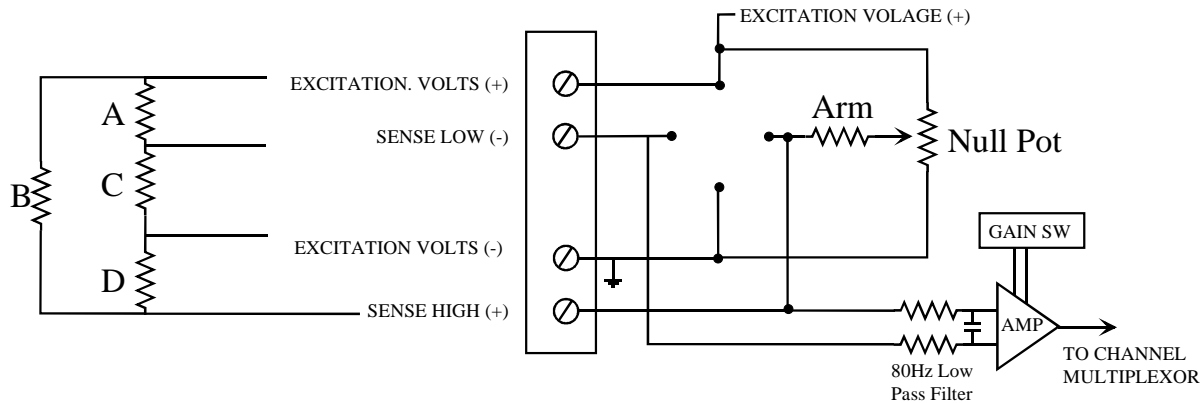 EXCITATION VOLAGE (+)
EXCITATION. VOLTS (+)
A
Arm
SENSE LOW (-)
Null Pot
B
C
GAIN SW
EXCITATION VOLTS (-)
D
SENSE HIGH (+)
AMP
80Hz Low
Pass Filter
TO CHANNEL
MULTIPLEXOR